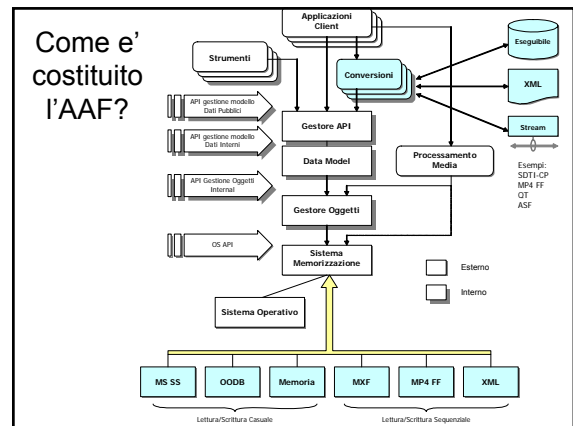 Come e'
costituito
l'AAF?
Applicazioni
Client
Strumenti
Conversioni
Eseguibile
XML
Stream
Esempi:
SDTI-CP
MP4 FF
QT
ASF
API gestione modello
Dati Pubblici
API gestione modello
Dati Interni
API Gestione Oggetti
Internal
OS API
Gestore API
Data Model
Processamento
Media
Gestore Oggetti
Sistema
Memorizzazione
Esterno
Interno
Sistema Operativo
MS SS
OODB
Memoria
MXF
MP4 FF
XML
Lettura/Scrittura Casuale
Lettura/Scrittura Sequenziale